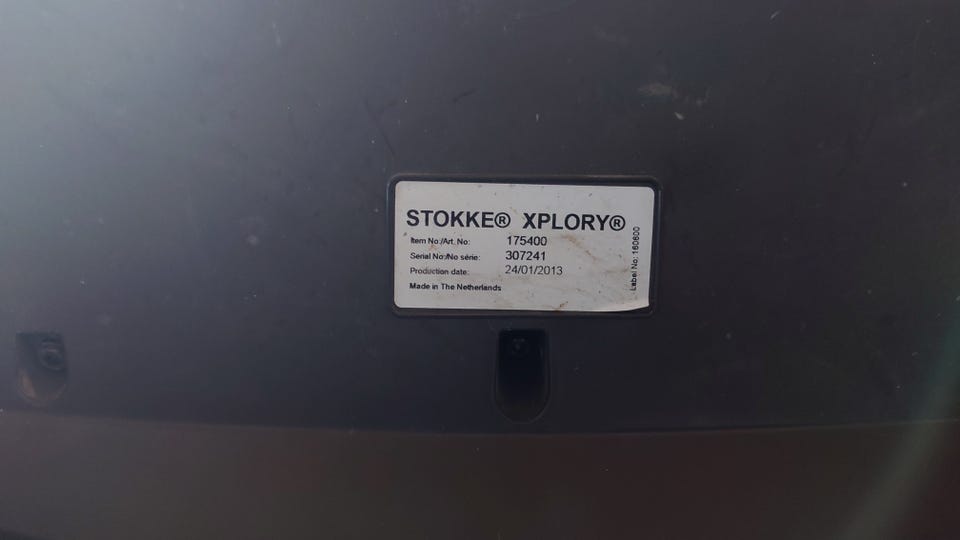 STOKKE® XPLORY®
Item No:/Art. No: 175400
Serial No:/No série: 307241
Production date: 24/01/2013
Made in The Netherlands
Label No: 160600